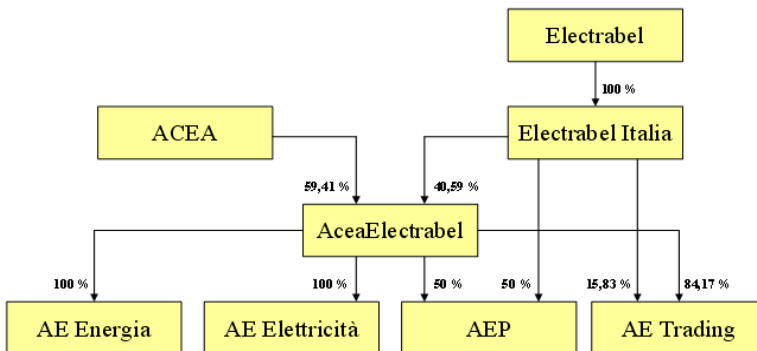 Electrabel
100 %
ACEA
Electrabel Italia
59,41 %
40,59 %
AceaElectrabel
100 %
100 %
50 %
50 %
15,83 %
84,17 %
AE Energia
AE Elettricità
AEP
AE Trading